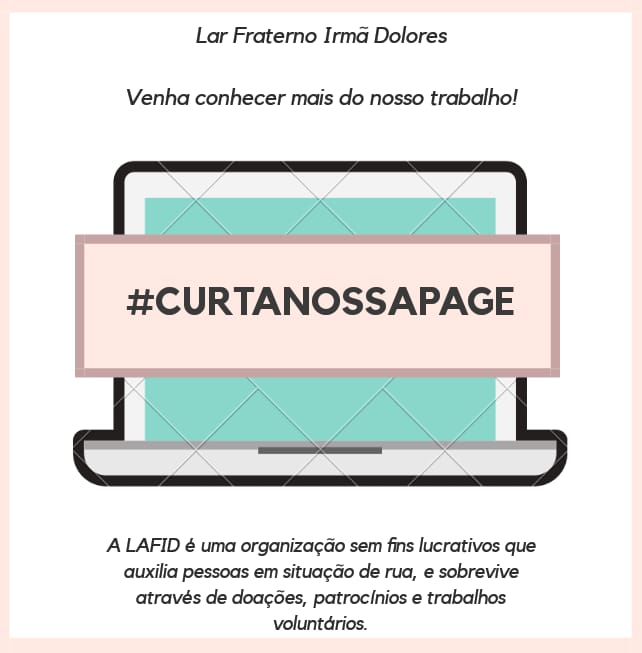 Lar Fraterno Irmã Dolores
Venha conhecer mais do nosso trabalho!
#CURTANOSSAPAGE
A LAFID é uma organização sem fins lucrativos que
auxilia pessoas em situação de rua, e sobrevive
através de doações, patrocínios e trabalhos
voluntários.